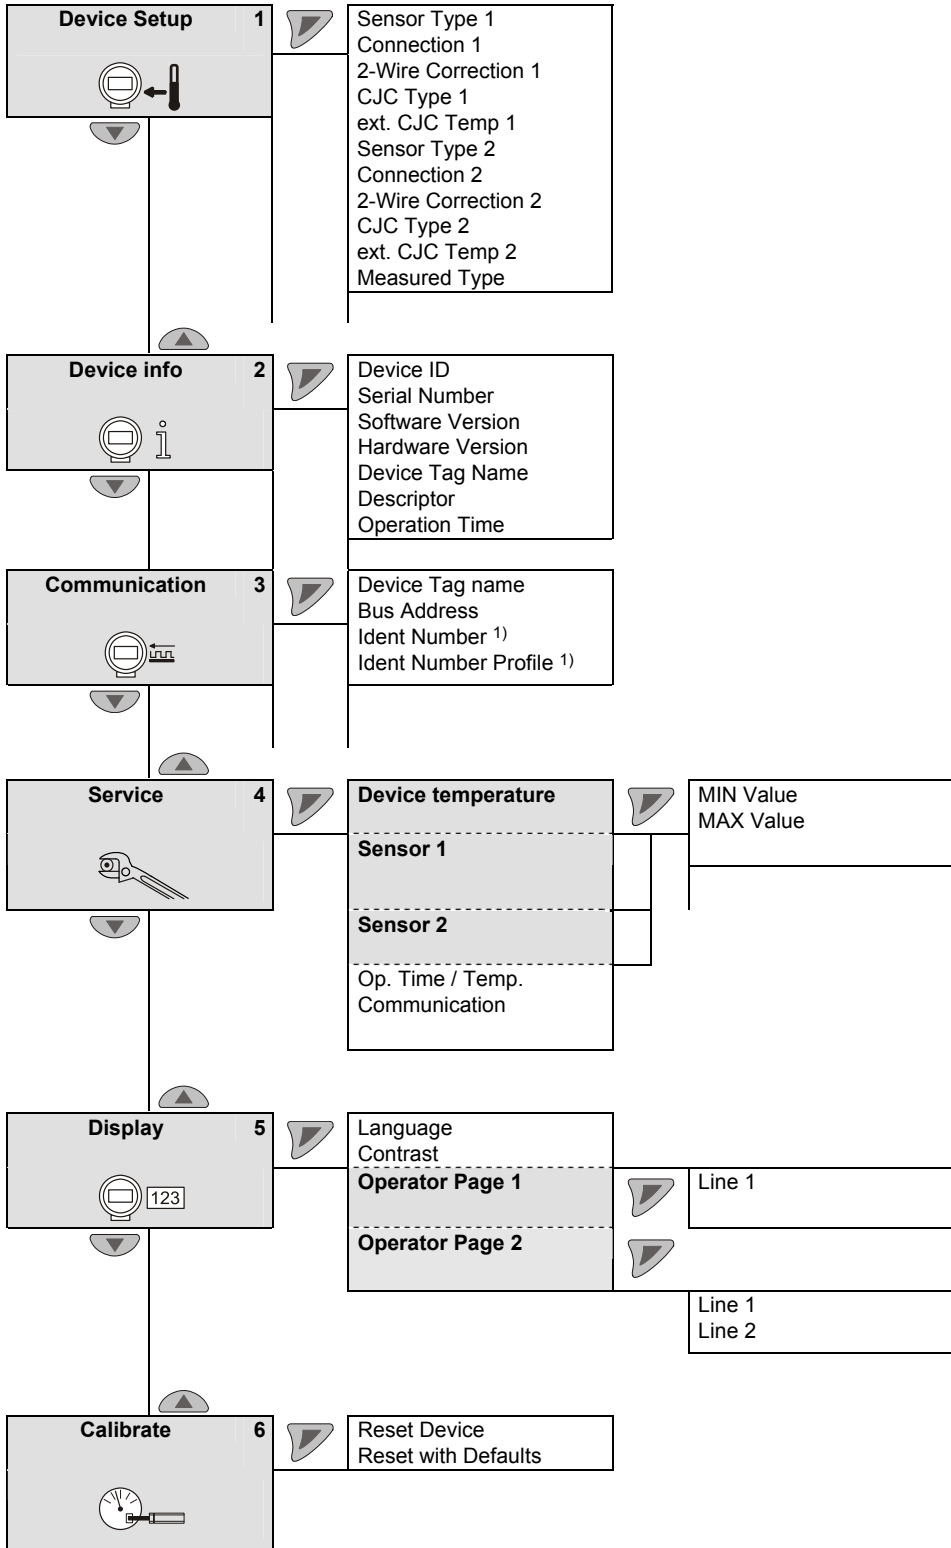 Device Setup 1
Sensor Type 1
Connection 1
2-Wire Correction 1
CJC Type 1
ext. CJC Temp 1
Sensor Type 2
Connection 2
2-Wire Correction 2
CJC Type 2
ext. CJC Temp 2
Measured Type
Device info 2
Device ID
Serial Number
Software Version
Hardware Version
Device Tag Name
Descriptor
Operation Time
Communication 3
Device Tag name
Bus Address
Ident Number 1)
Ident Number Profile 1)
Service 4
Device temperature
Sensor 1
Sensor 2
Op. Time / Temp.
Communication
MIN Value
MAX Value
Display 5
123
Language
Contrast
Operator Page 1
Line 1
Operator Page 2
Line 1
Line 2
Calibrate 6
Reset Device
Reset with Defaults